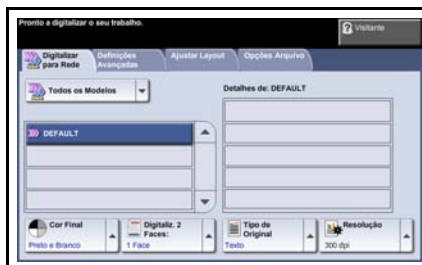 Pronto a digitalizar o seu trabalho.
Visitante
Digitalizar
para Rede
Definições
Avançadas
Ajustar Layout
Opções Arquivo
Todos os Modelos
Detalhes de: DEFAULT
DEFAULT
Cor Final
Preto e Branco
Digitaliz. 2
Faces:
1 Face
Tipo de
Original
Texto
Resolução
300 dpi